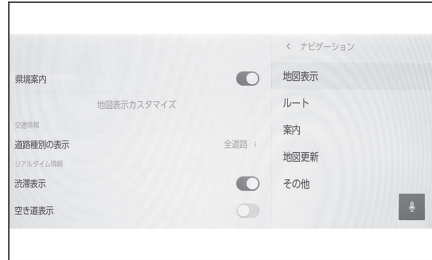 県境案内
地図表示カスタマイズ
交通情報
道路種別の表示
全道路
リアルタイム情報
渋滞表示
空き道表示
ナビゲーション
地図表示
ルート
案内
地図更新
その他